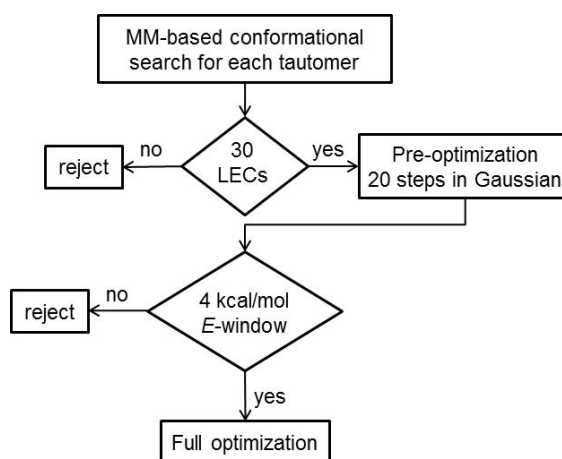 MM-based conformational
search for each tautomer
30
LECs
no
yes
reject
Pre-optimization
20 steps in Gaussian
4 kcal/mol
E-window
no
reject
yes
Full optimization